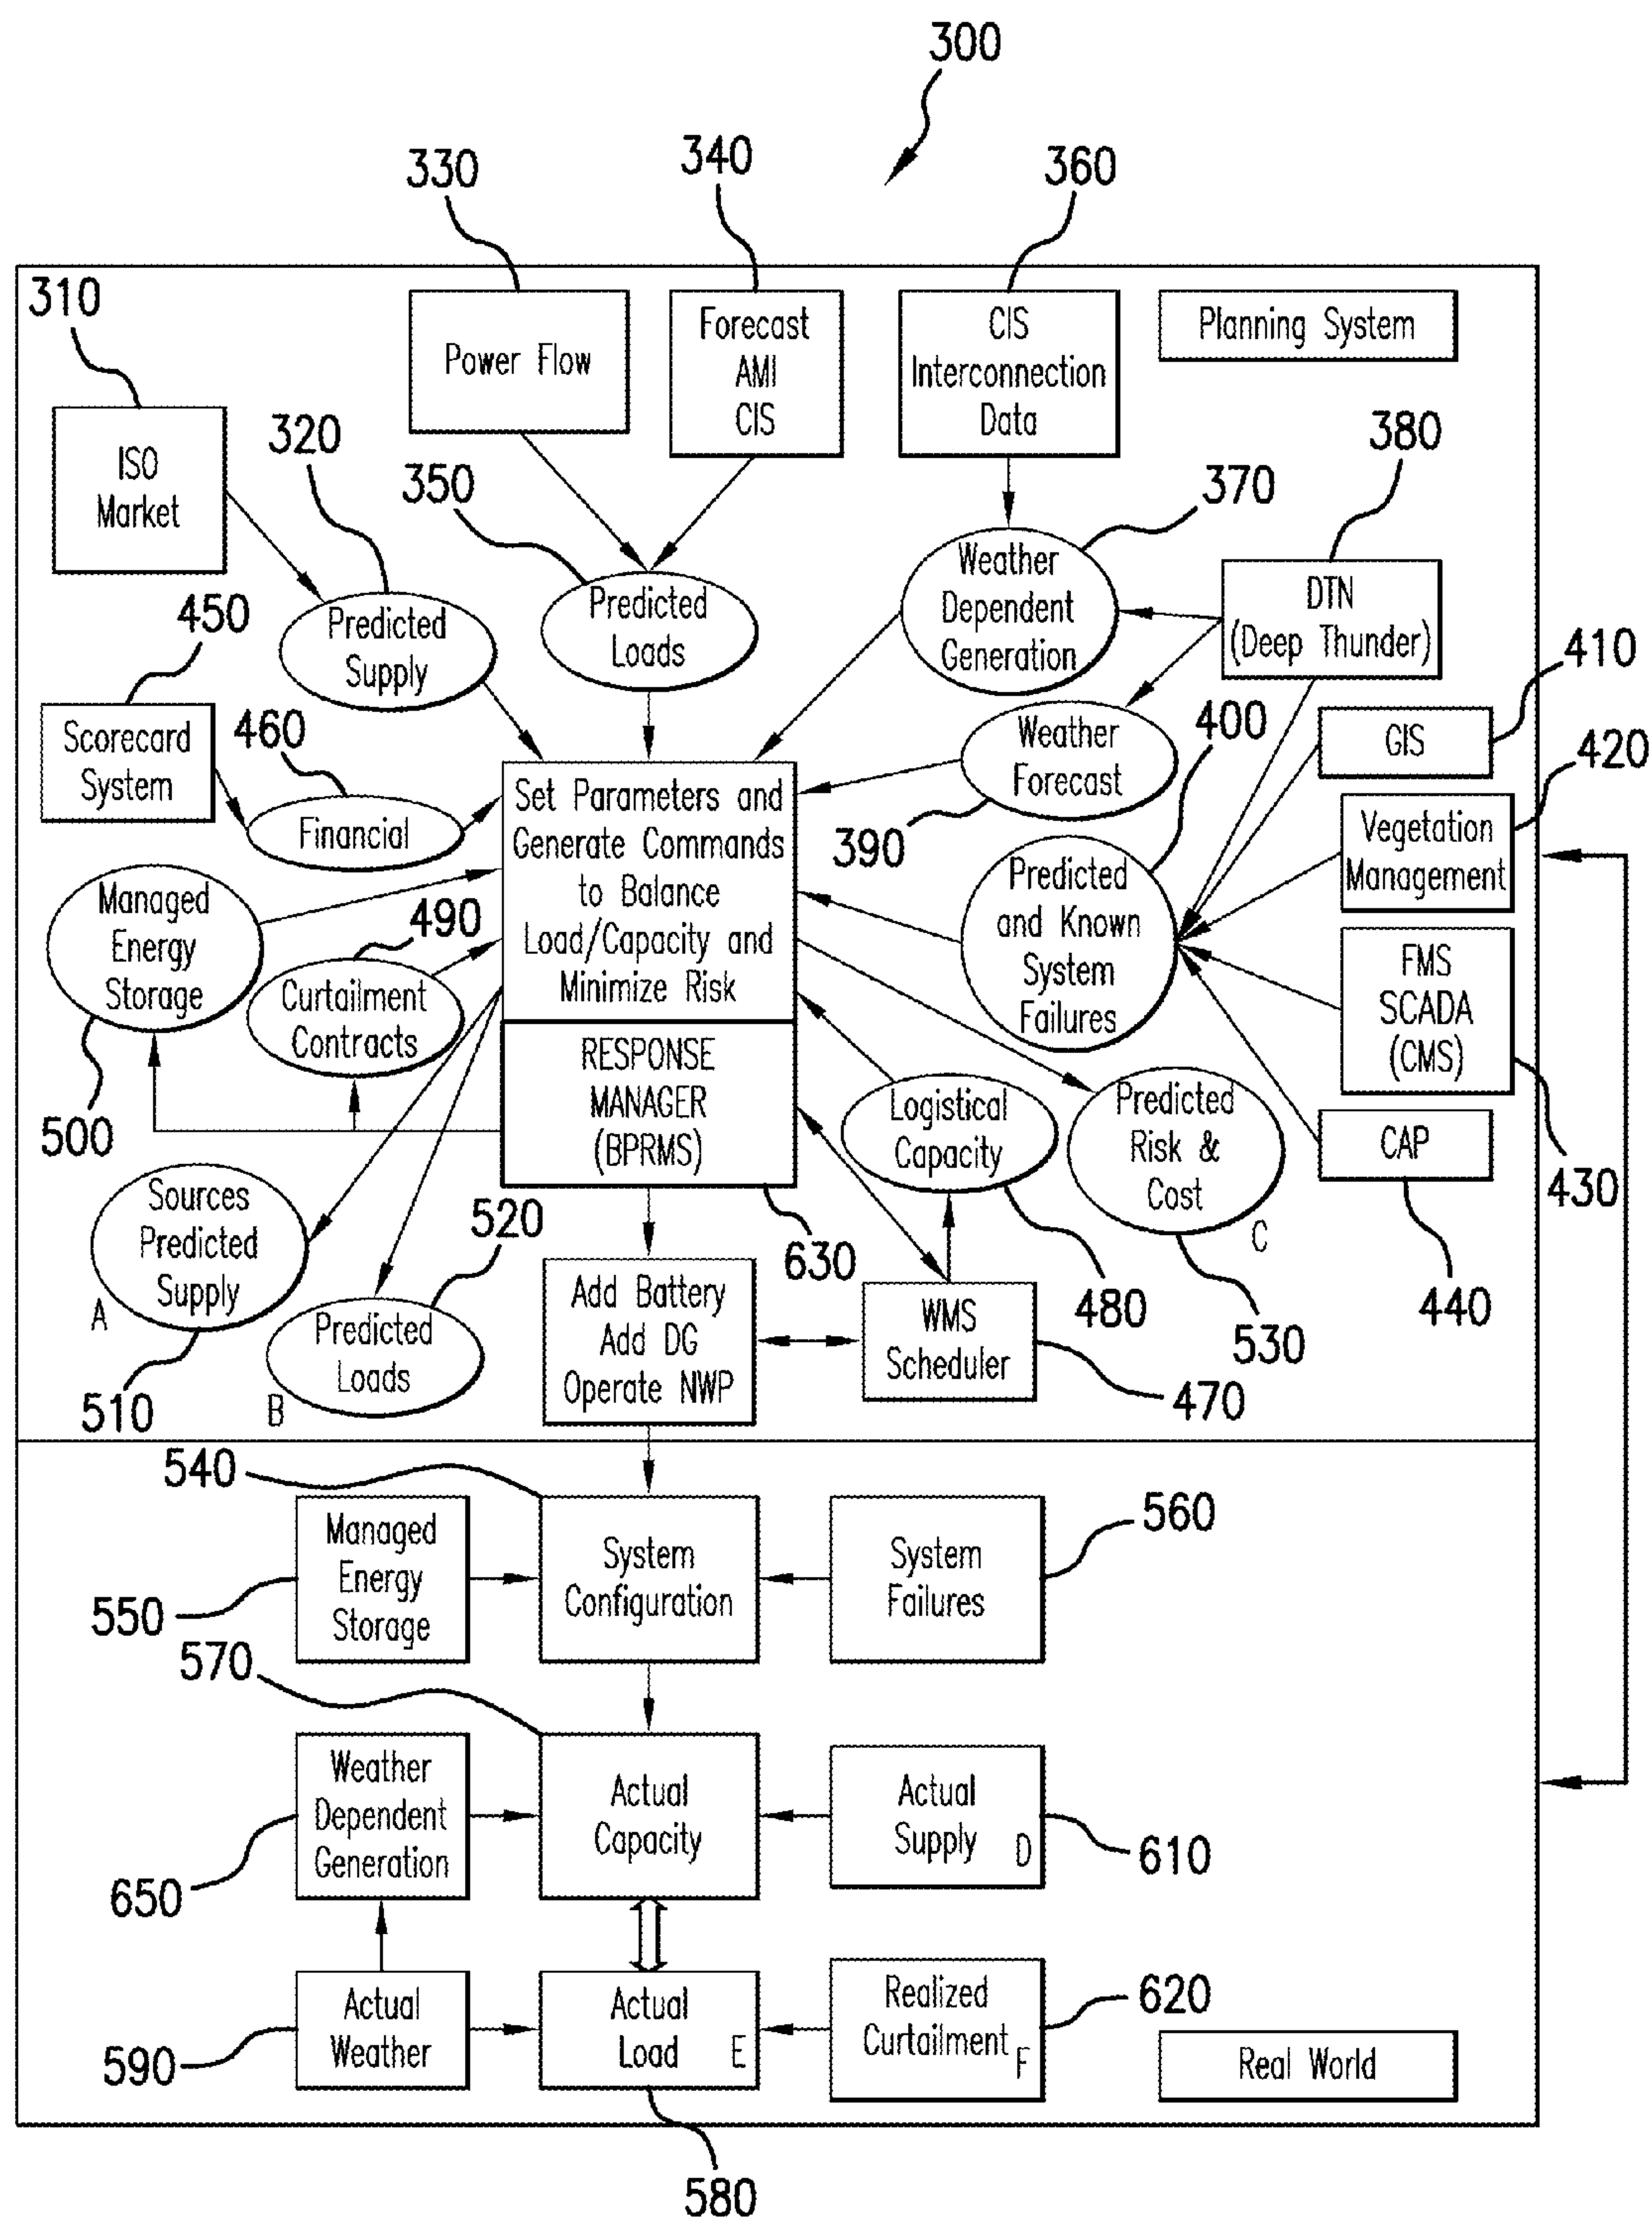 300
330
340
360
310
Power Flow
Forecast
AMI
CIS
CIS
Interconnection
Data
Planning System
ISO
Market
320
350
370
380
Predicted
Supply
Predicted
Loads
Weather
Dependent
Generation
DTN
(Deep Thunder)
410
450
Scorecard
System
460
Financial
Weather
Forecast
390
400
GIS
420
Vegetation
Management
Set Parameters and
Generate Commands
to Balance
Load/Capacity and
Minimize Risk
Managed
Energy
Storage
500
490
Curtailment
Contracts
Predicted
and Known
System
Failures
FMS
SCADA
(CMS)
430
RESPONSE
MANAGER
(BPRMS)
630
Logistical
Capacity
480
Predicted
Risk &
Cost
C
530
CAP
440
Sources
Predicted
Supply
A
510
520
Predicted
Loads
B
Add Battery
Add DG
Operate NWP
WMS
Scheduler
470
540
Managed
Energy
Storage
550
System
Configuration
System
Failures
560
570
Weather
Dependent
Generation
650
Actual
Capacity
Actual
Supply
D
610
Actual
Weather
590
Actual
Load
E
580
Realized
Curtailment
F
620
Real World